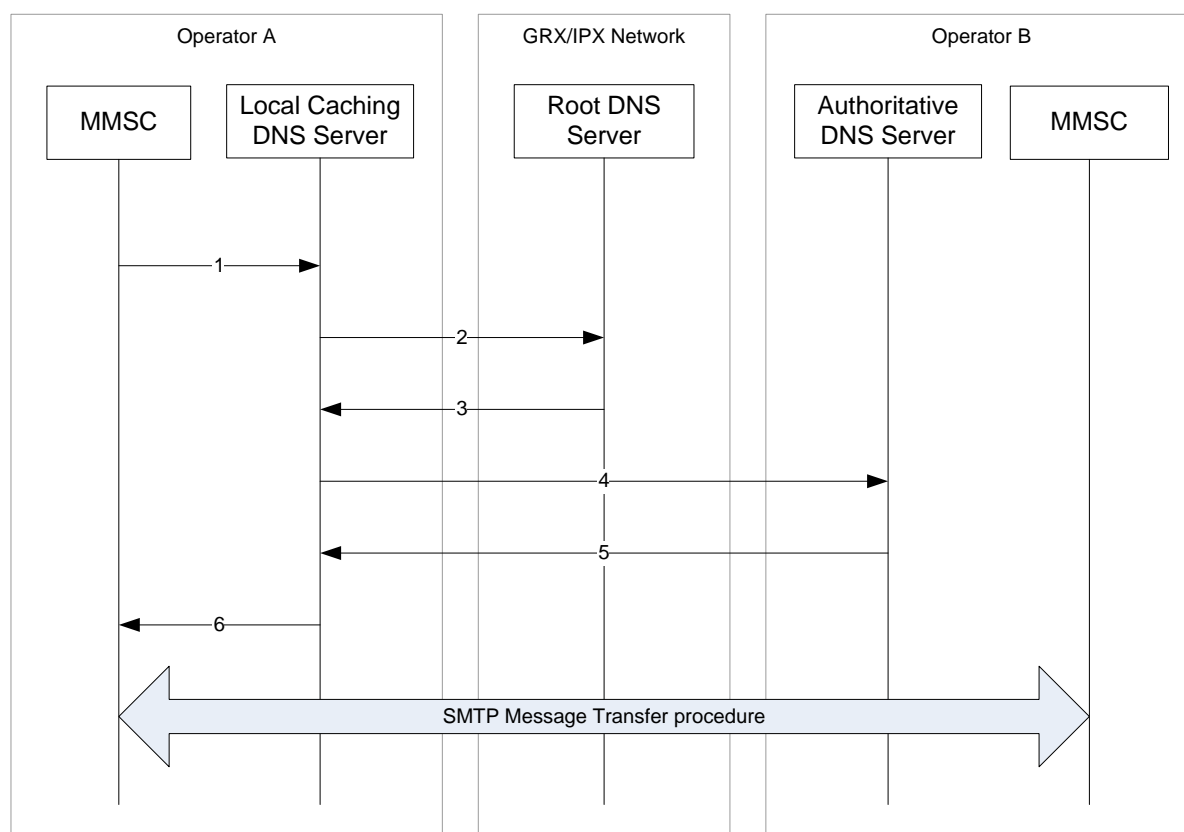 Operator A
GRX/IPX Network
Operator B
MMSC
Local Caching
DNS Server
Root DNS
Server
Authoritative
DNS Server
MMSC
1
2
3
4
5
6
SMTP Message Transfer procedure